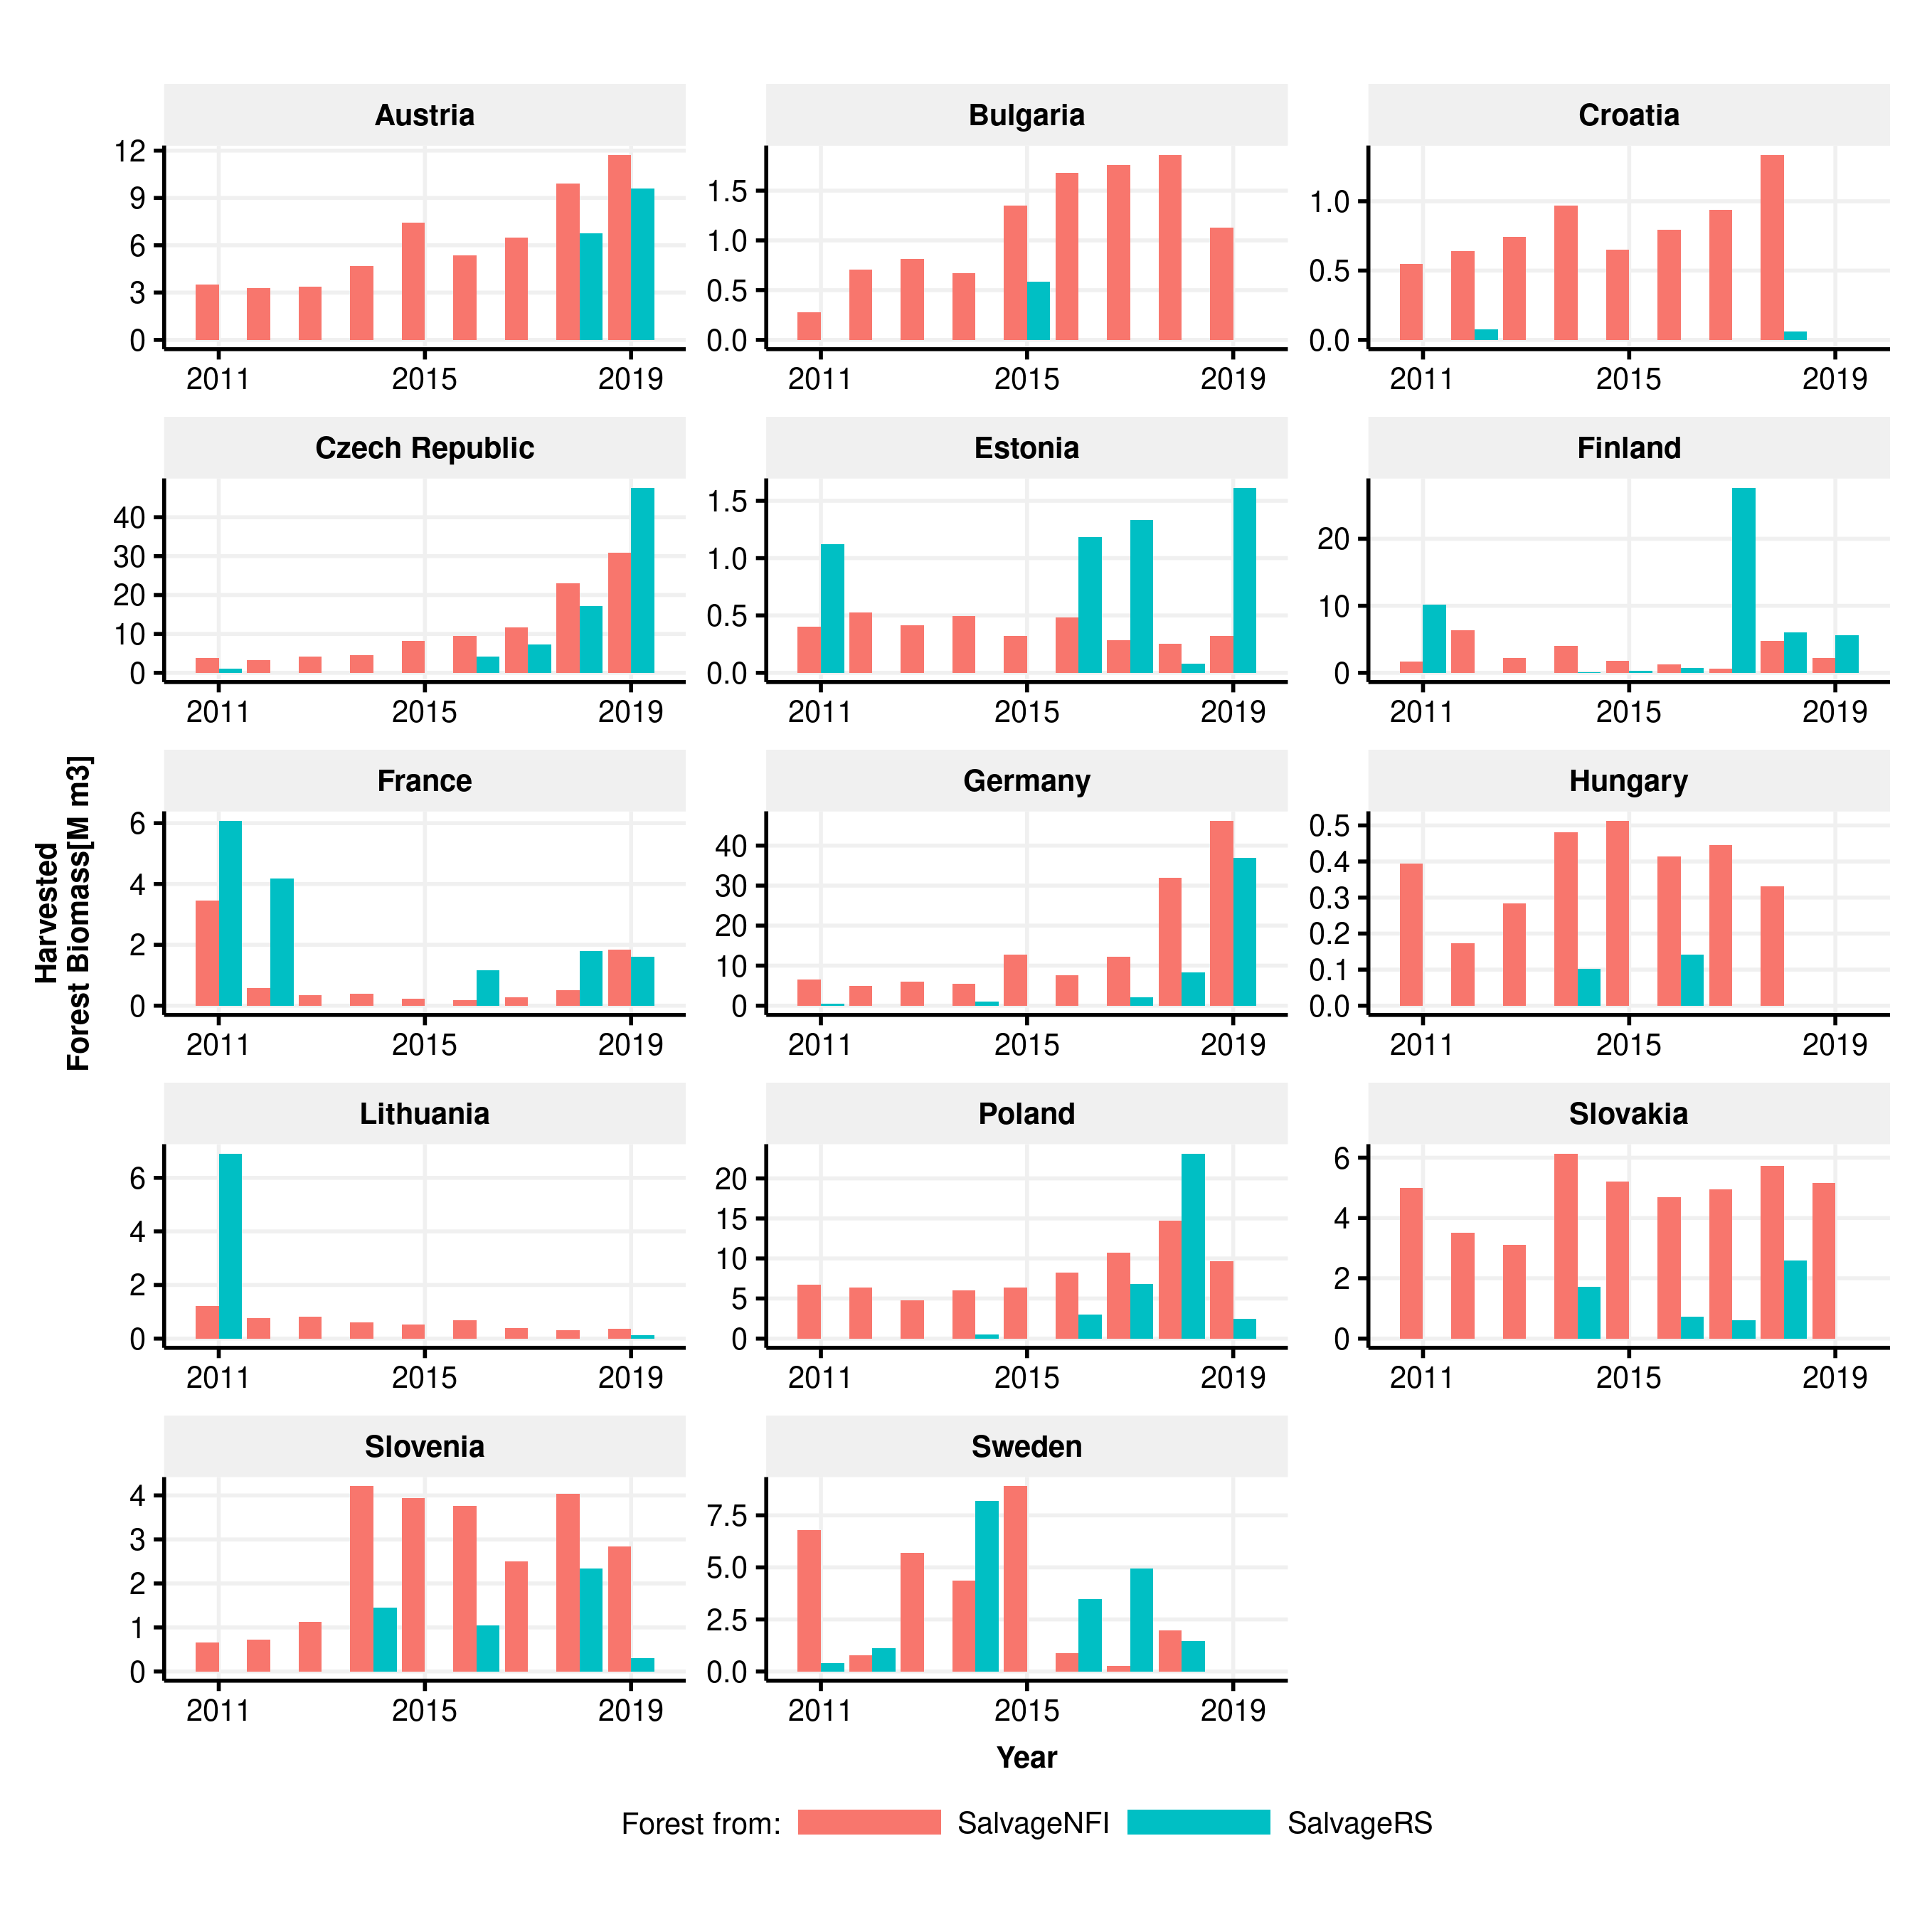 Austria
Bulgaria
Croatia
12
9
6
3
0
1.5
1.0
0.5
0.0
1.0
0.5
0.0
2011 2015 2019
2011 2015 2019
2011 2015 2019
Czech Republic
Estonia
Finland
40
30
20
10
0
1.5
1.0
0.5
0.0
20
10
0
2011 2015 2019
2011 2015 2019
2011 2015 2019
Harvested
Forest Biomass[M m3]
France
Germany
Hungary
6
4
2
0
40
30
20
10
0
0.5
0.4
0.3
0.2
0.1
0.0
2011 2015 2019
2011 2015 2019
2011 2015 2019
Lithuania
Poland
Slovakia
6
4
2
0
20
15
10
5
0
6
4
2
0
2011 2015 2019
2011 2015 2019
2011 2015 2019
Slovenia
Sweden
4
3
2
1
0
7.5
5.0
2.5
0.0
2011 2015 2019
2011 2015 2019
Year
Forest from: SalvageNFI SalvageRS